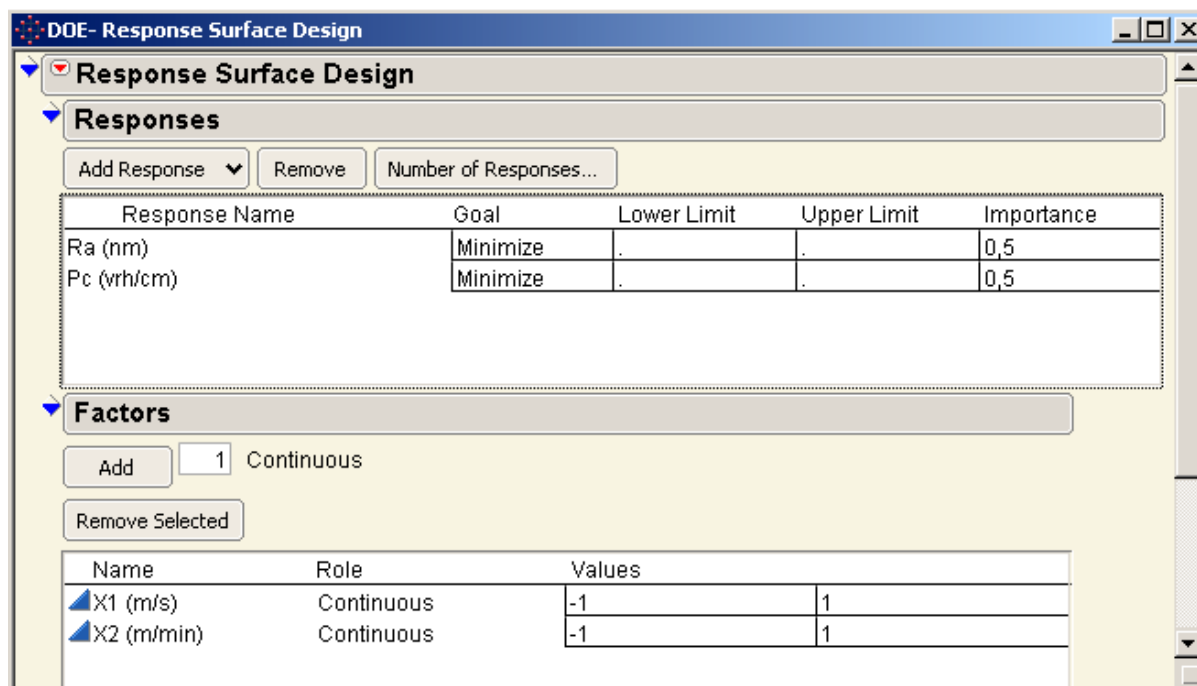 DOE- Response Surface Design
Response Surface Design
Responses
Add Response Remove Number of Responses...
Response Name Goal Lower Limit Upper Limit Importance
Ra (nm) Minimize . . 0,5
Pc (vrh/cm) Minimize . . 0,5
Factors
Add 1 Continuous
Remove Selected
Name Role Values
X1 (m/s) Continuous -1 1
X2 (m/min) Continuous -1 1